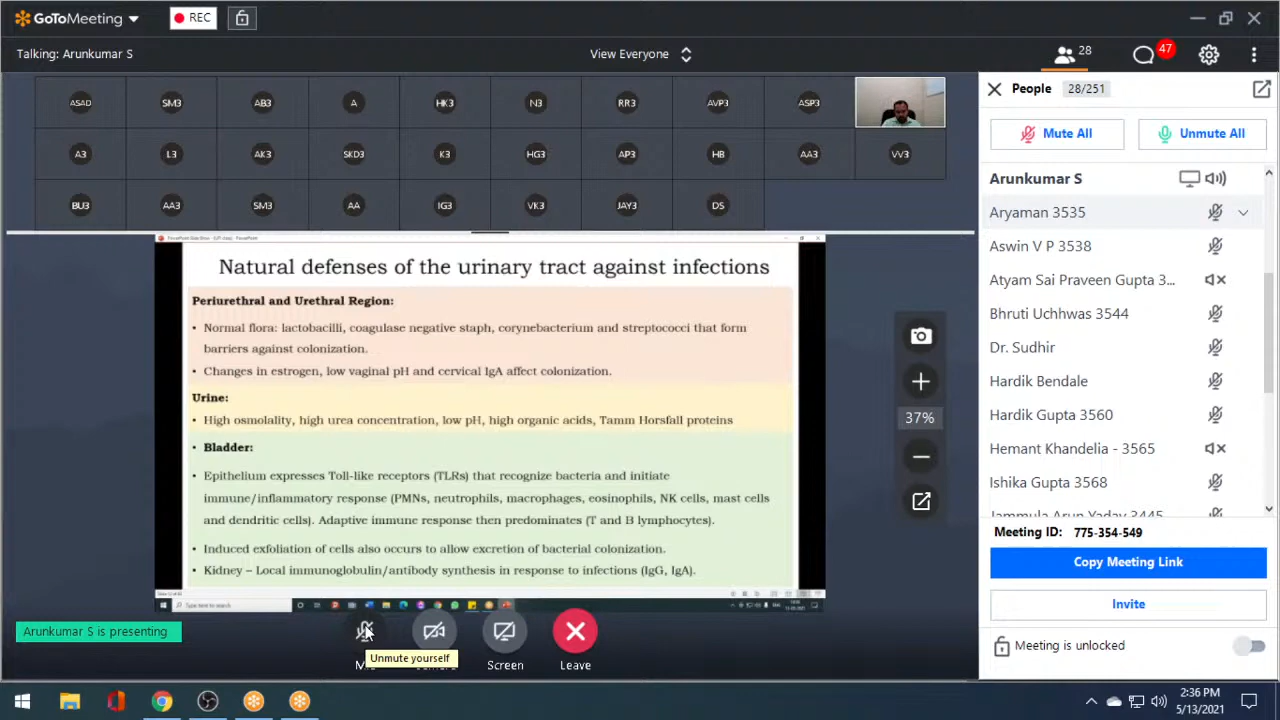 GoToMeeting
REC
Talking: Arunkumar S
View Everyone
28
47
ASAD SM3 AB3 A HK3 N3 RR3 AVP3 ASP3
A3 L3 AK3 SKD3 K3 HG3 AP3 HB AA3 VV3
BU3 AA3 SM3 AA IG3 VK3 JAY3 DS
Natural defenses of the urinary tract against infections
Periurethral and Urethral Region:
• Normal flora: lactobacilli, coagulase negative staph, corynebacterium and streptococci that form
barriers against colonization.
• Changes in estrogen, low vaginal pH and cervical IgA affect colonization.
Urine:
• High osmolality, high urea concentration, low pH, high organic acids, Tamm Horsfall proteins
• Bladder:
• Epithelium expresses Toll-like receptors (TLRs) that recognize bacteria and initiate
immune/inflammatory response (PMNs, neutrophils, macrophages, eosinophils, NK cells, mast cells
and dendritic cells). Adaptive immune response then predominates (T and B lymphocytes).
• Induced exfoliation of cells also occurs to allow excretion of bacterial colonization.
• Kidney – Local immunoglobulin/antibody synthesis in response to infections (IgG, IgA).
Type here to search
37%
Arunkumar S is presenting
Unmute yourself
Screen
Leave
People
28/251
Mute All
Unmute All
Arunkumar S
Aryaman 3535
Aswin V P 3538
Atyam Sai Praveen Gupta 3...
Bhruti Uchhwas 3544
Dr. Sudhir
Hardik Bendale
Hardik Gupta 3560
Hemant Khandelia - 3565
Ishika Gupta 3568
Jammula Arun Yadav 3445
Meeting ID: 775-354-549
Copy Meeting Link
Invite
Meeting is unlocked
2:36 PM
5/13/2021